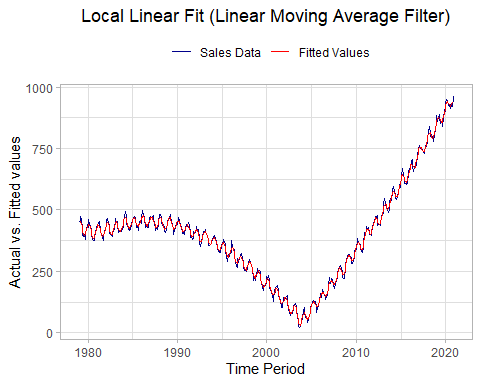 Local Linear Fit (Linear Moving Average Filter)
Sales Data
Fitted Values
Actual vs. Fitted values
1000
750
500
250
0
1980
1990
2000
2010
2020
Time Period